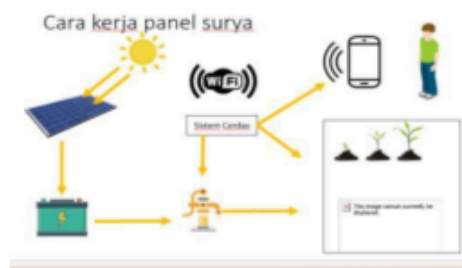 Cara kerja panel surya
WiFi
Sistem Cerdas
This image cannot currently be
displayed.